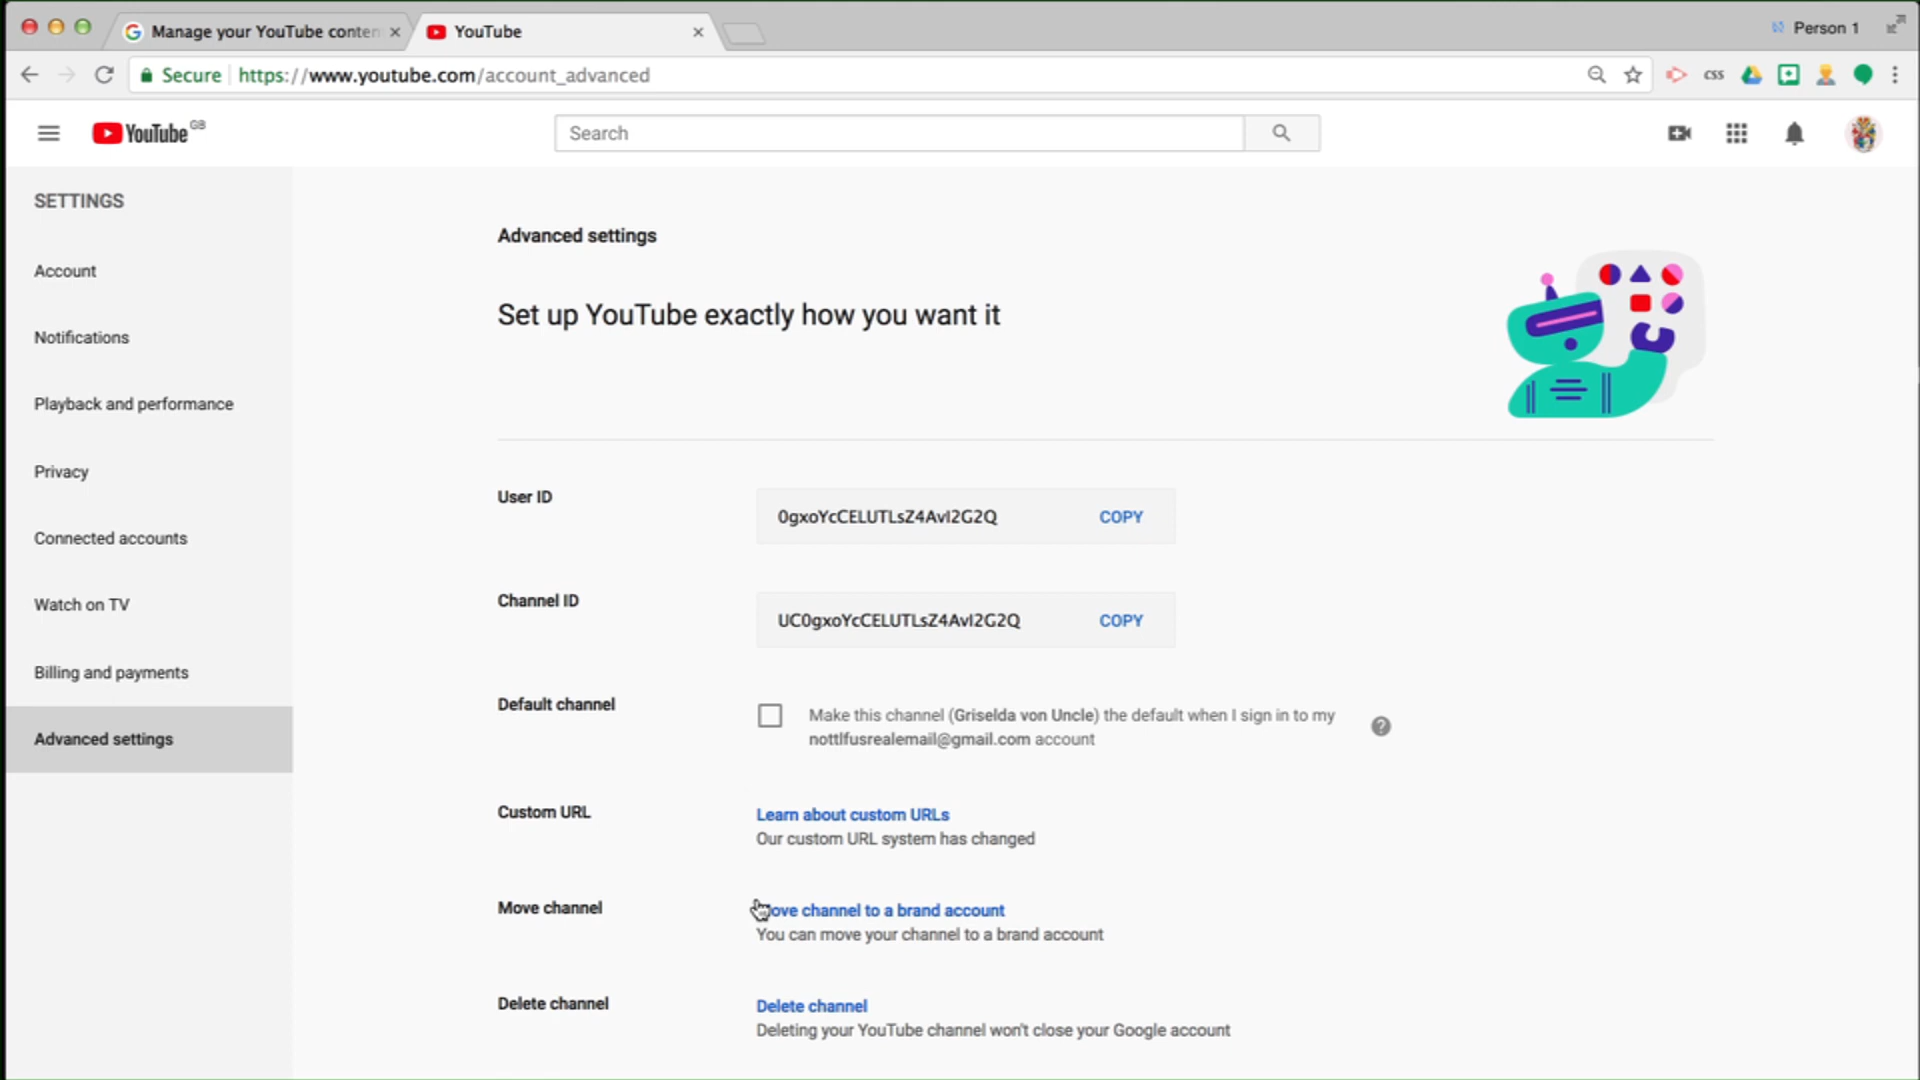 Manage your YouTube conten
YouTube
Person 1
Secure https://www.youtube.com/account_advanced
css
YouTube GB
Search
SETTINGS
Account
Notifications
Playback and performance
Privacy
Connected accounts
Watch on TV
Billing and payments
Advanced settings
Advanced settings
Set up YouTube exactly how you want it
User ID
0gxoYcCELUTLsZ4AvI2G2Q COPY
Channel ID
UC0gxoYcCELUTLsZ4AvI2G2Q COPY
Default channel
Make this channel (Griselda von Uncle) the default when I sign in to my
nottlfusrealemail@gmail.com account
?
Custom URL
Learn about custom URLs
Our custom URL system has changed
Move channel
ove channel to a brand account
You can move your channel to a brand account
Delete channel
Delete channel
Deleting your YouTube channel won't close your Google account